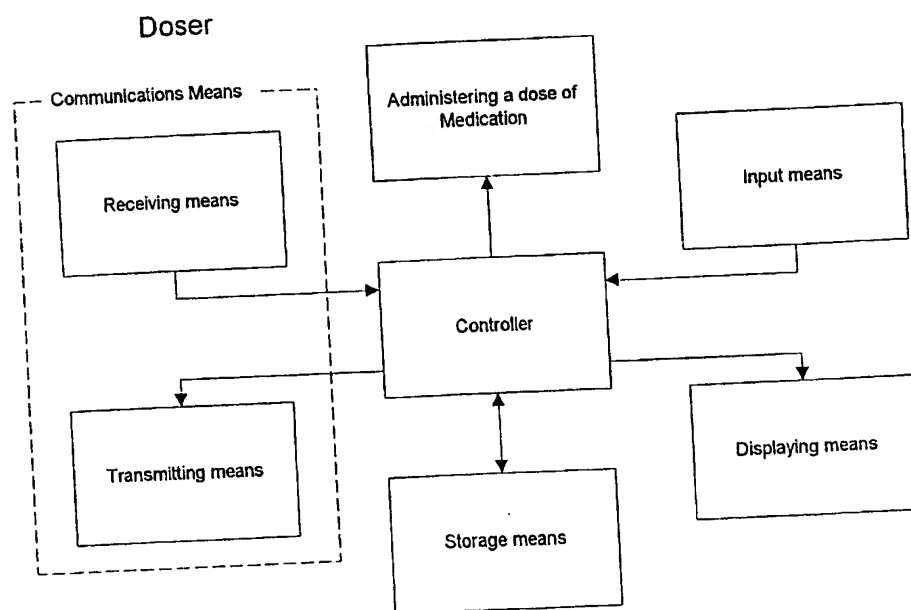 Doser
Communications Means
Administering a dose of
Medication
Receiving means
Input means
Controller
Transmitting means
Displaying means
Storage means